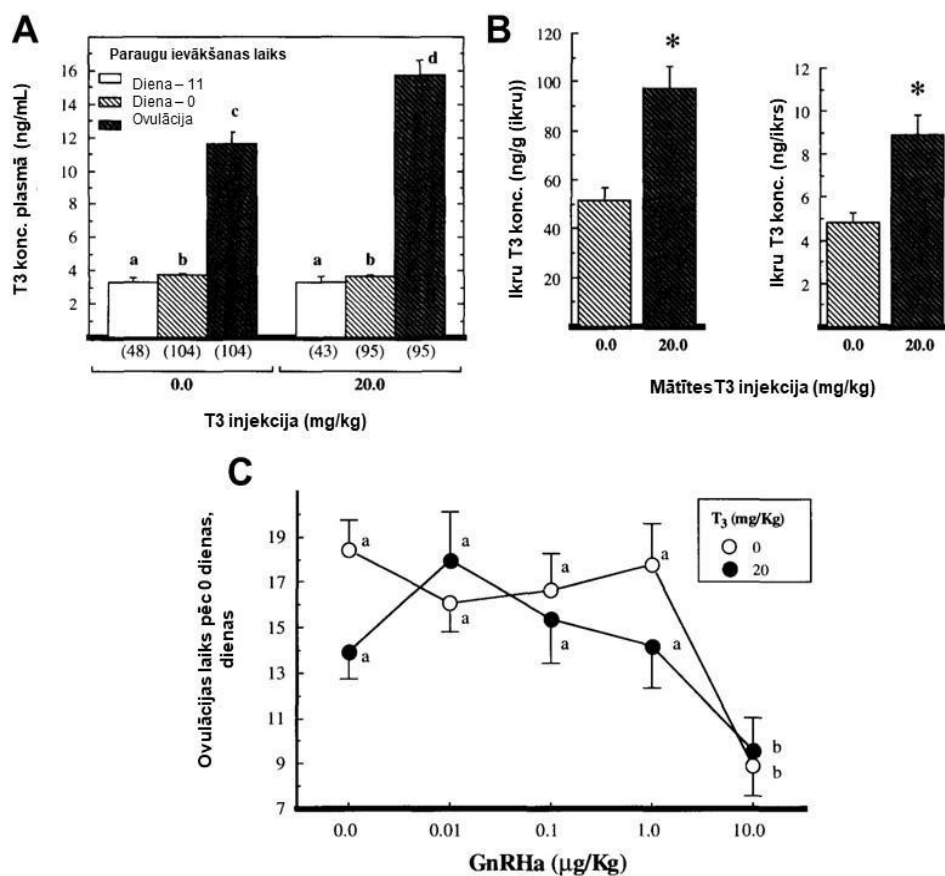 A
Paraugu ievākšanas laiks
Diena – 11
Diena – 0
Ovulācija
T3 konc. plasmā (ng/mL)
16
14
12
10
8
6
4
2
a
b
c
a
b
d
(48)
(104)
(104)
(43)
(95)
(95)
0.0
20.0
T3 injekcija (mg/kg)
B
Ikru T3 konc. (ng/g (ikru))
120
100
80
60
40
20
*
0.0
20.0
Ikru T3 konc. (ng/ikrs)
12
10
8
6
4
2
*
0.0
20.0
Mātītes T3 injekcija (mg/kg)
C
Ovulācijas laiks pēc 0 dienas,
dienas
19
17
15
13
11
9
7
a
a
a
a
a
a
a
a
b
b
T3 (mg/Kg)
0
20
0.0
0.01
0.1
1.0
10.0
GnRHa (µg/Kg)